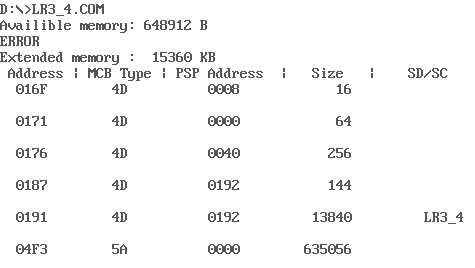 D:\>LR3_4.COM
Availible memory: 648912 B
ERROR
Extended memory :  15360 KB
 Address | MCB Type | PSP Address  |   Size   |    SD/SC
  016F        4D          0008            16
  0171        4D          0000            64
  0176        4D          0040           256
  0187        4D          0192           144
  0191        4D          0192         13840         LR3_4
  04F3        5A          0000        635056